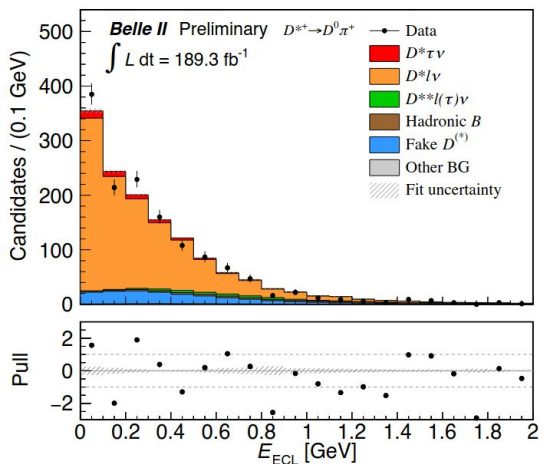 Belle II Preliminary D*⁺→D⁰π⁺
∫ L dt = 189.3 fb⁻¹
Data
D*τν
D*lν
D**l(τ)ν
Hadronic B
Fake D⁽*⁾
Other BG
Fit uncertainty
Candidates / (0.1 GeV)
500
400
300
200
100
0
Pull
2
0
−2
0 0.2 0.4 0.6 0.8 1 1.2 1.4 1.6 1.8 2
E_ECL [GeV]